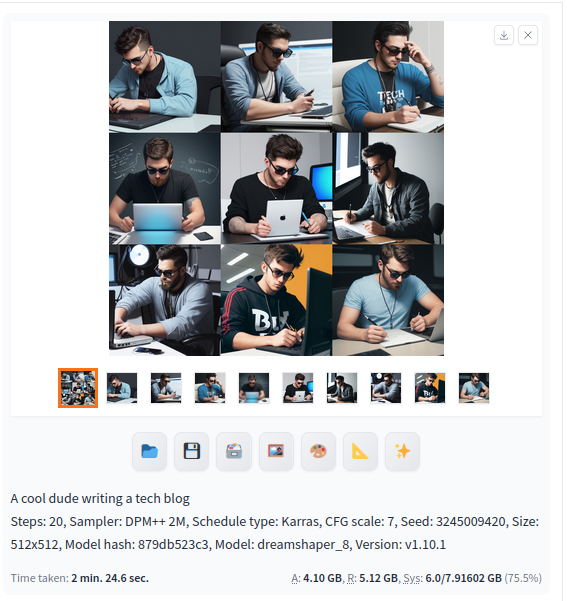 TECH
A cool dude writing a tech blog
Steps: 20, Sampler: DPM++ 2M, Schedule type: Karras, CFG scale: 7, Seed: 3245009420, Size:
512x512, Model hash: 879db523c3, Model: dreamshaper_8, Version: v1.10.1
Time taken: 2 min. 24.6 sec.
A: 4.10 GB, R: 5.12 GB, Sys: 6.0/7.91602 GB (75.5%)